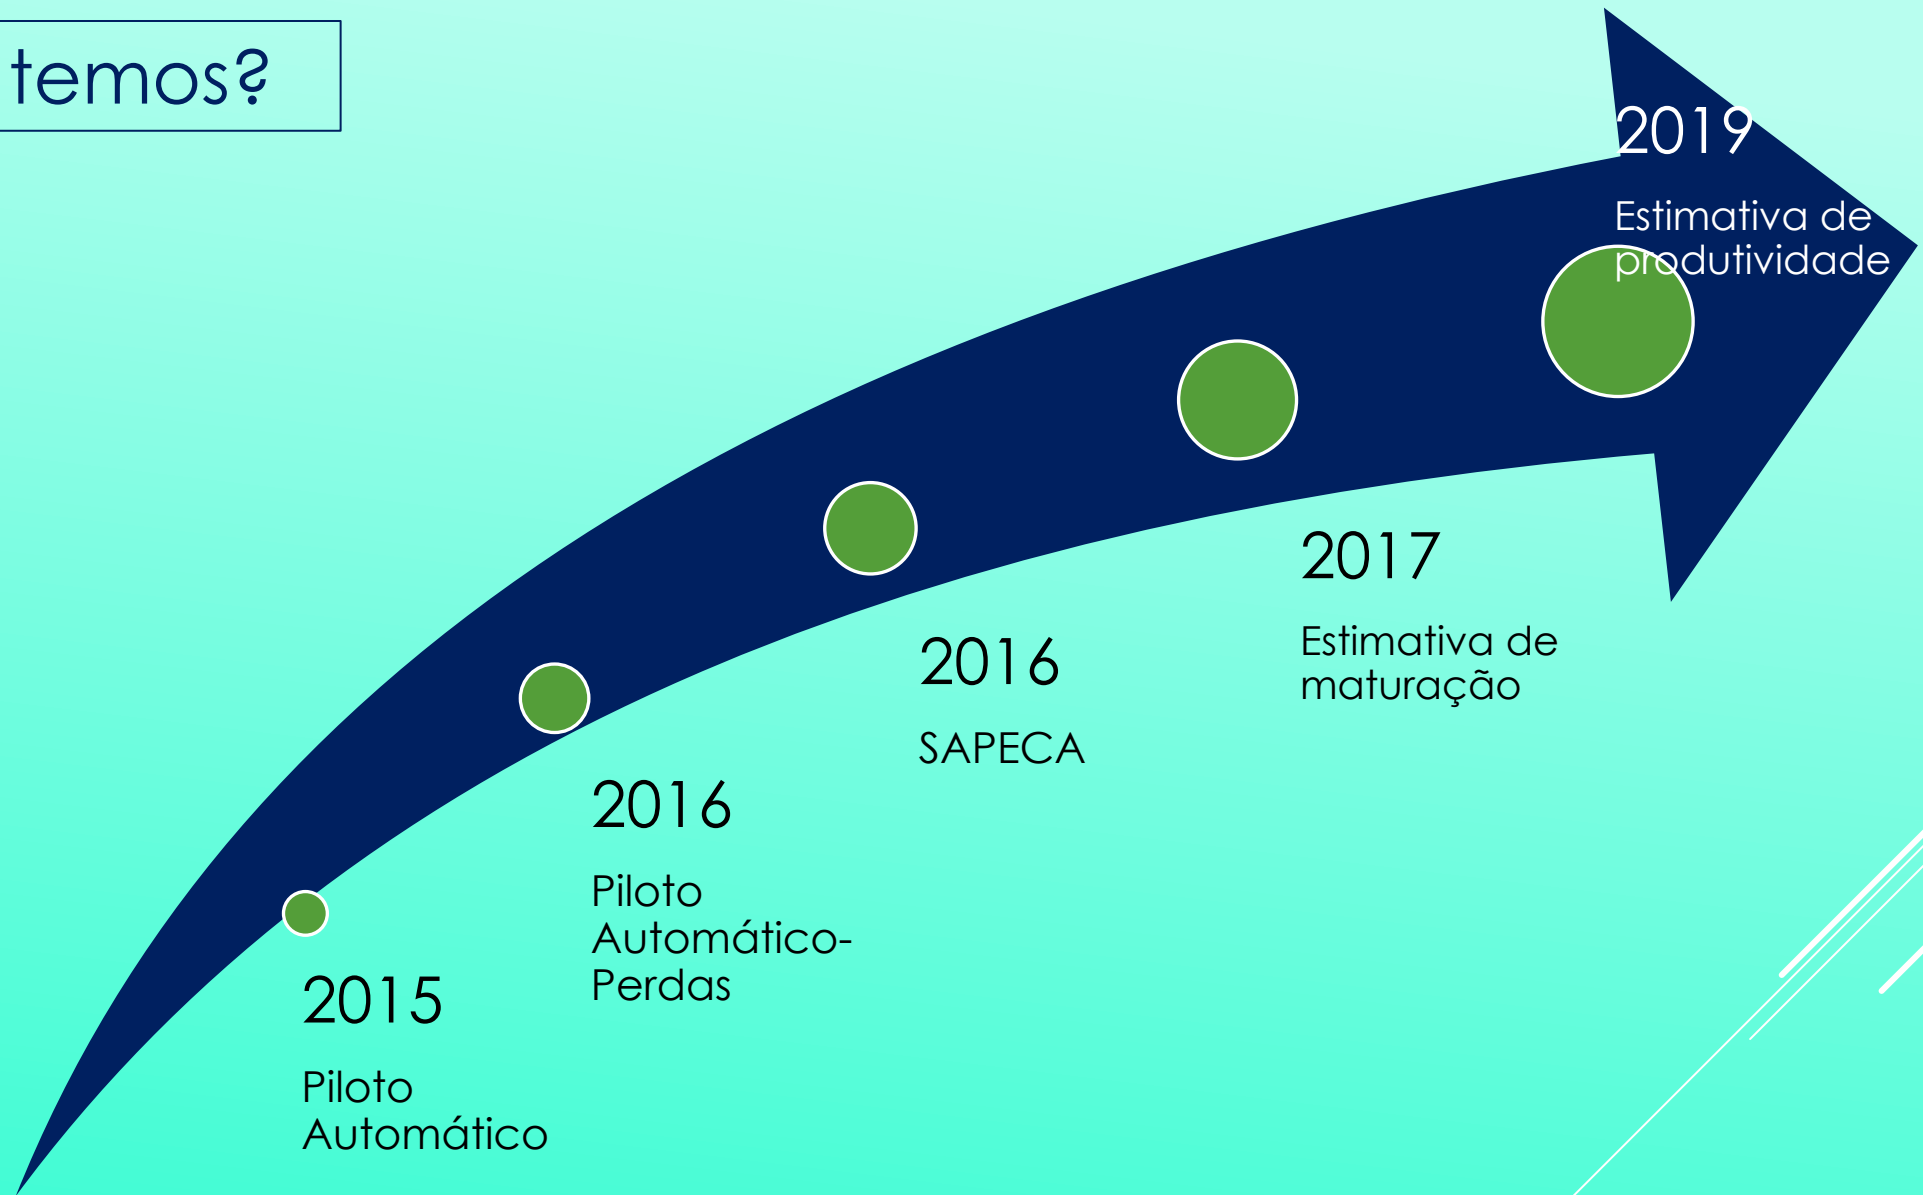 temos?
2015
Piloto
Automático
2016
Piloto
Automático-
Perdas
2016
SAPECA
2017
Estimativa de
maturação
2019
Estimativa de
produtividade